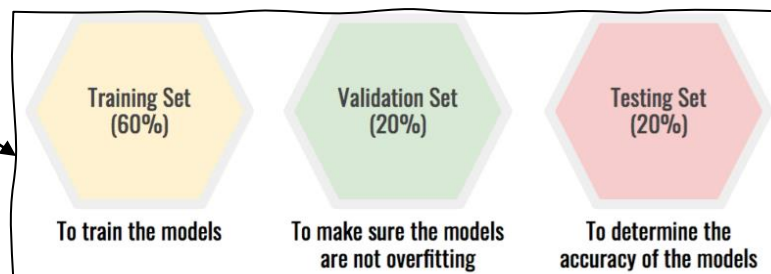 Training Set
(60%)
To train the models
Validation Set
(20%)
To make sure the models
are not overfitting
Testing Set
(20%)
To determine the
accuracy of the models